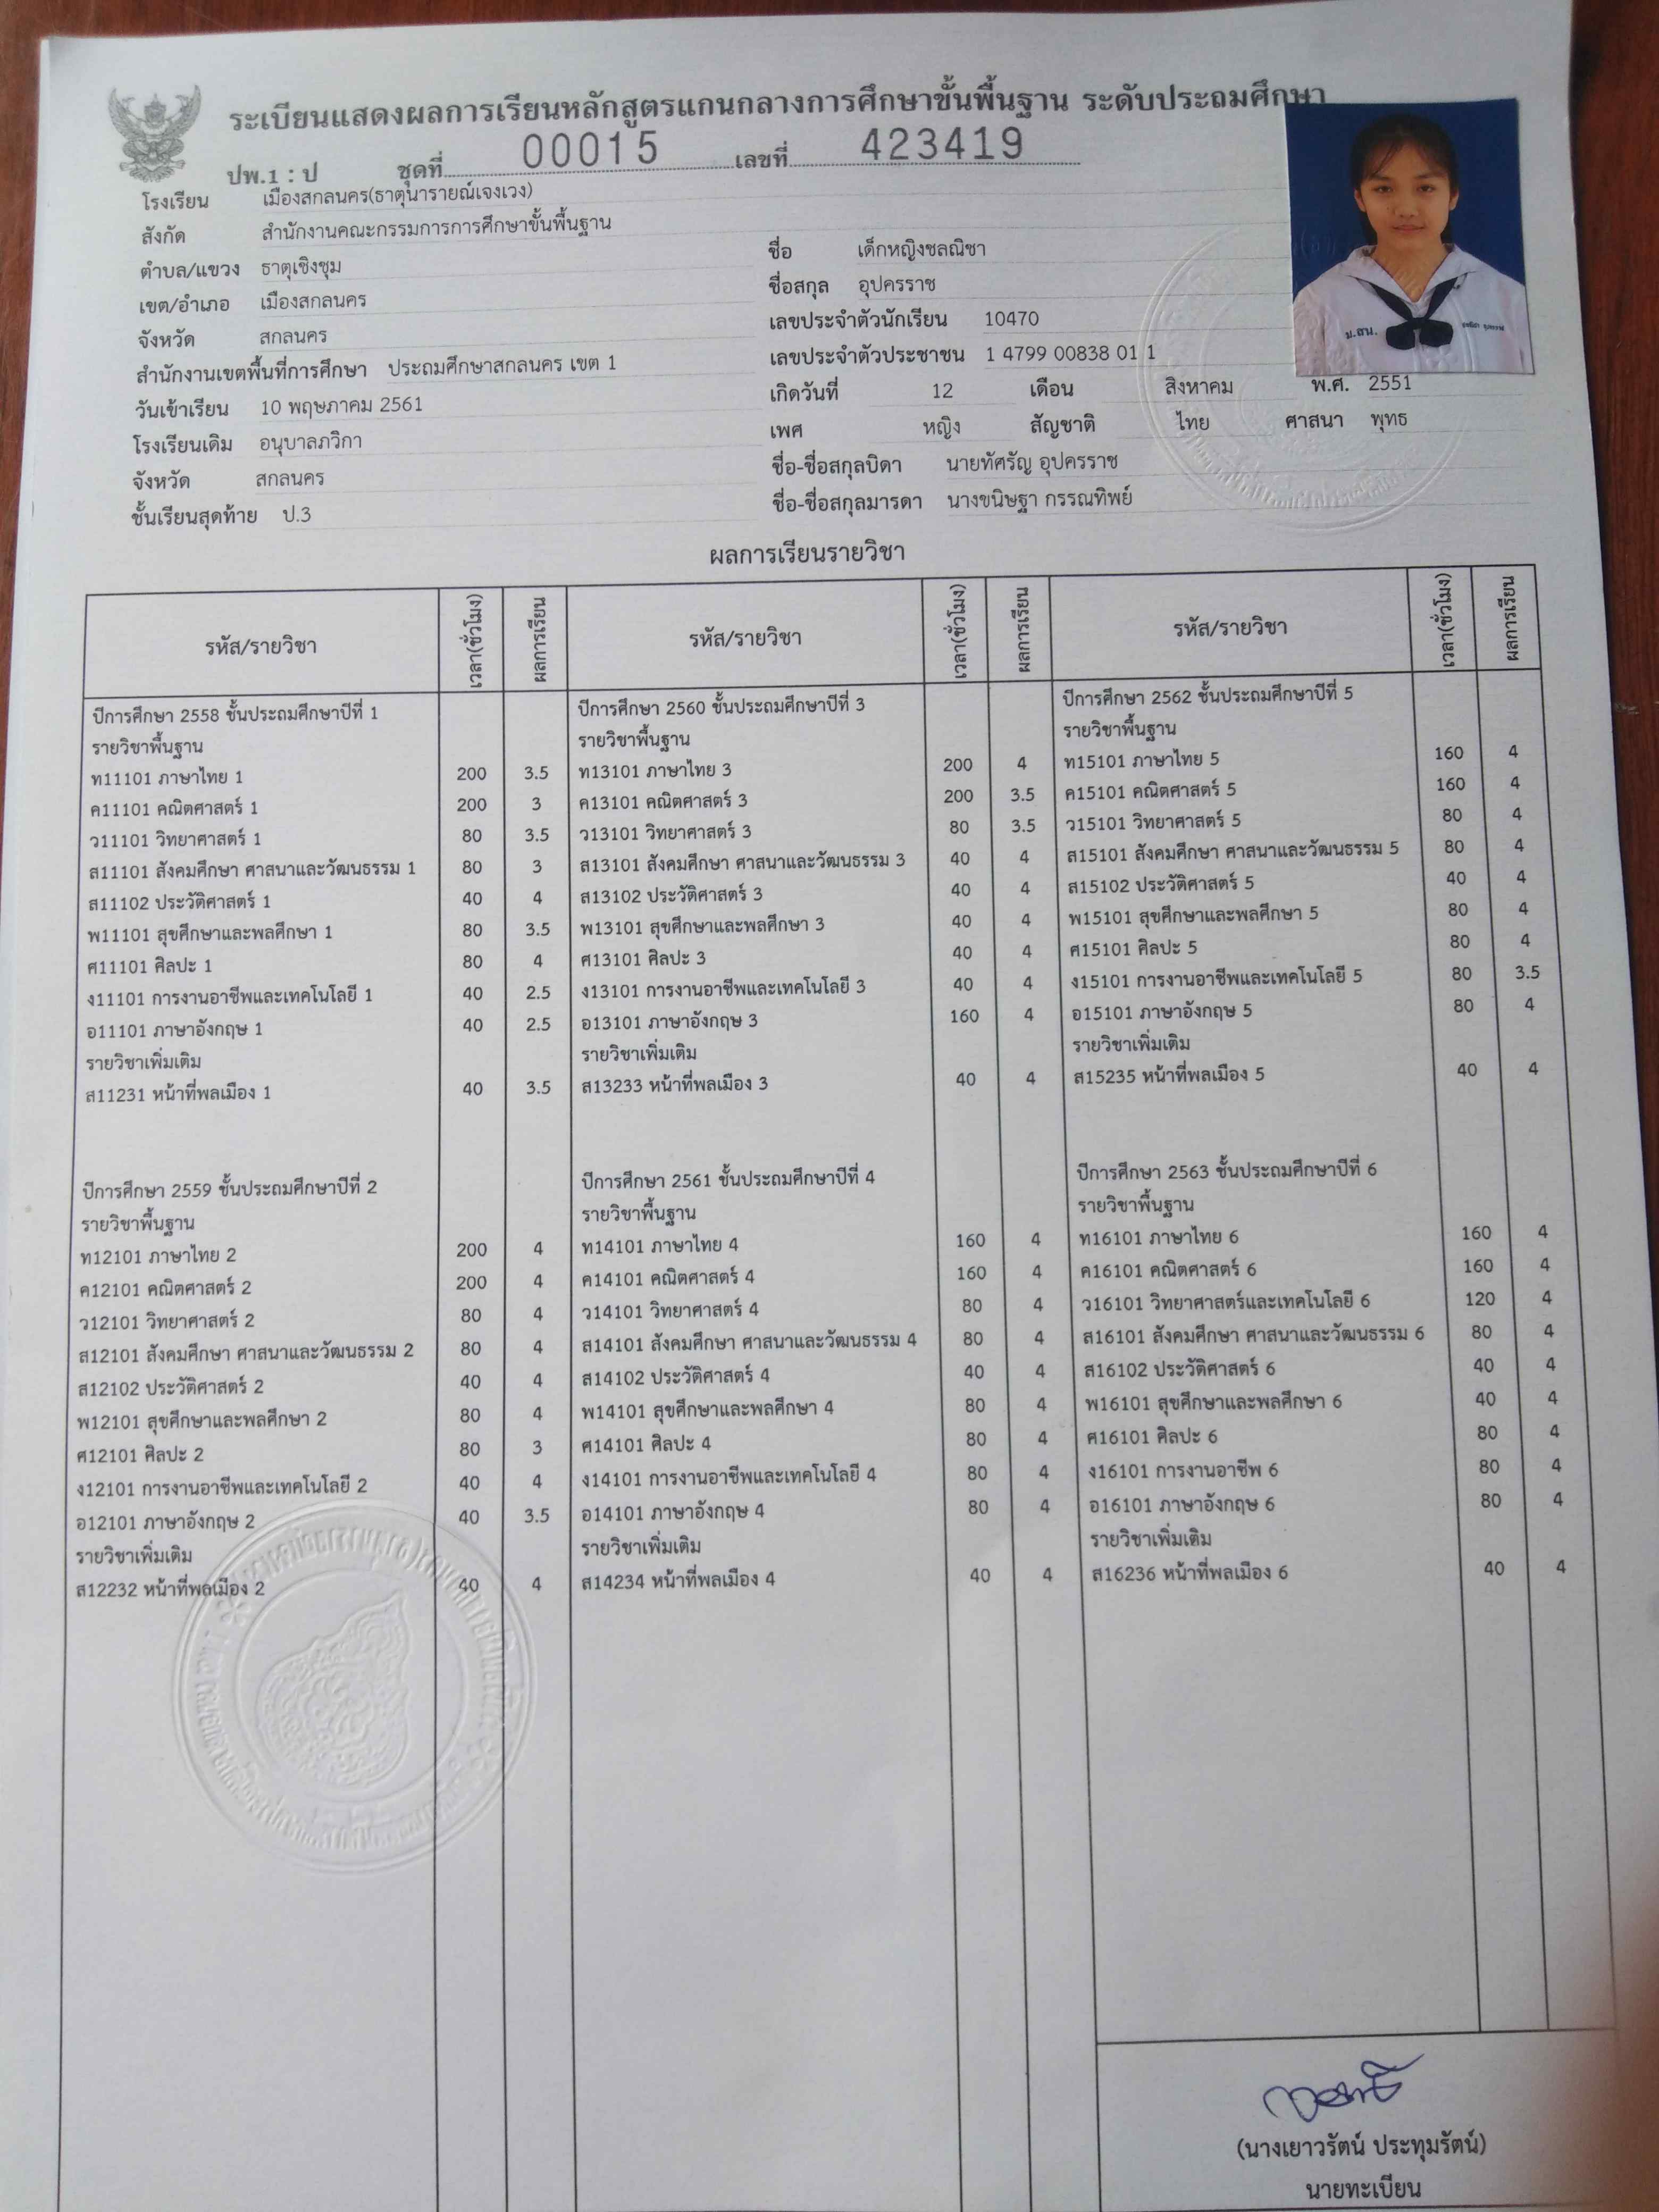 ระเบียนแสดงผลการเรียนหลักสูตรแกนกลางการศึกษาขั้นพื้นฐาน ระดับประถมศึกษา
ปพ.1 : ป ชุดที่ 00015 เลขที่ 423419
โรงเรียน เมืองสกลนคร(ธาตุนารายณ์เจงเวง)
สังกัด สำนักงานคณะกรรมการการศึกษาขั้นพื้นฐาน
ตำบล/แขวง ธาตุเชิงชุม
เขต/อำเภอ เมืองสกลนคร
จังหวัด สกลนคร
สำนักงานเขตพื้นที่การศึกษา ประถมศึกษาสกลนคร เขต 1
วันเข้าเรียน 10 พฤษภาคม 2561
โรงเรียนเดิม อนุบาลภวิกา
จังหวัด สกลนคร
ชั้นเรียนสุดท้าย ป.3
ชื่อ เด็กหญิงชลณิชา
ชื่อสกุล อุปครราช
เลขประจำตัวนักเรียน 10470
เลขประจำตัวประชาชน 1 4799 00838 01 1
เกิดวันที่ 12 เดือน สิงหาคม พ.ศ. 2551
เพศ หญิง สัญชาติ ไทย ศาสนา พุทธ
ชื่อ-ชื่อสกุลบิดา นายทัศรัญ อุปครราช
ชื่อ-ชื่อสกุลมารดา นางขนิษฐา กรรณทิพย์
ม.สน.
ผลการเรียนรายวิชา
รหัส/รายวิชา เวลา(ชั่วโมง) ผลการเรียน รหัส/รายวิชา เวลา(ชั่วโมง) ผลการเรียน รหัส/รายวิชา เวลา(ชั่วโมง) ผลการเรียน
ปีการศึกษา 2558 ชั้นประถมศึกษาปีที่ 1
รายวิชาพื้นฐาน
ท11101 ภาษาไทย 1 200 3.5
ค11101 คณิตศาสตร์ 1 200 3
ว11101 วิทยาศาสตร์ 1 80 3.5
ส11101 สังคมศึกษา ศาสนาและวัฒนธรรม 1 80 3
ส11102 ประวัติศาสตร์ 1 40 4
พ11101 สุขศึกษาและพลศึกษา 1 80 3.5
ศ11101 ศิลปะ 1 80 4
ง11101 การงานอาชีพและเทคโนโลยี 1 40 2.5
อ11101 ภาษาอังกฤษ 1 40 2.5
รายวิชาเพิ่มเติม
ส11231 หน้าที่พลเมือง 1 40 3.5
ปีการศึกษา 2559 ชั้นประถมศึกษาปีที่ 2
รายวิชาพื้นฐาน
ท12101 ภาษาไทย 2 200 4
ค12101 คณิตศาสตร์ 2 200 4
ว12101 วิทยาศาสตร์ 2 80 4
ส12101 สังคมศึกษา ศาสนาและวัฒนธรรม 2 80 4
ส12102 ประวัติศาสตร์ 2 40 4
พ12101 สุขศึกษาและพลศึกษา 2 80 4
ศ12101 ศิลปะ 2 80 3
ง12101 การงานอาชีพและเทคโนโลยี 2 40 4
อ12101 ภาษาอังกฤษ 2 40 3.5
รายวิชาเพิ่มเติม
ส12232 หน้าที่พลเมือง 2 40 4
ปีการศึกษา 2560 ชั้นประถมศึกษาปีที่ 3
รายวิชาพื้นฐาน
ท13101 ภาษาไทย 3 200 4
ค13101 คณิตศาสตร์ 3 200 3.5
ว13101 วิทยาศาสตร์ 3 80 3.5
ส13101 สังคมศึกษา ศาสนาและวัฒนธรรม 3 40 4
ส13102 ประวัติศาสตร์ 3 40 4
พ13101 สุขศึกษาและพลศึกษา 3 40 4
ศ13101 ศิลปะ 3 40 4
ง13101 การงานอาชีพและเทคโนโลยี 3 40 4
อ13101 ภาษาอังกฤษ 3 160 4
รายวิชาเพิ่มเติม
ส13233 หน้าที่พลเมือง 3 40 4
ปีการศึกษา 2561 ชั้นประถมศึกษาปีที่ 4
รายวิชาพื้นฐาน
ท14101 ภาษาไทย 4 160 4
ค14101 คณิตศาสตร์ 4 160 4
ว14101 วิทยาศาสตร์ 4 80 4
ส14101 สังคมศึกษา ศาสนาและวัฒนธรรม 4 80 4
ส14102 ประวัติศาสตร์ 4 40 4
พ14101 สุขศึกษาและพลศึกษา 4 80 4
ศ14101 ศิลปะ 4 80 4
ง14101 การงานอาชีพและเทคโนโลยี 4 80 4
อ14101 ภาษาอังกฤษ 4 80 4
รายวิชาเพิ่มเติม
ส14234 หน้าที่พลเมือง 4 40 4
ปีการศึกษา 2562 ชั้นประถมศึกษาปีที่ 5
รายวิชาพื้นฐาน
ท15101 ภาษาไทย 5 160 4
ค15101 คณิตศาสตร์ 5 160 4
ว15101 วิทยาศาสตร์ 5 80 4
ส15101 สังคมศึกษา ศาสนาและวัฒนธรรม 5 80 4
ส15102 ประวัติศาสตร์ 5 40 4
พ15101 สุขศึกษาและพลศึกษา 5 80 4
ศ15101 ศิลปะ 5 80 4
ง15101 การงานอาชีพและเทคโนโลยี 5 80 3.5
อ15101 ภาษาอังกฤษ 5 80 4
รายวิชาเพิ่มเติม
ส15235 หน้าที่พลเมือง 5 40 4
ปีการศึกษา 2563 ชั้นประถมศึกษาปีที่ 6
รายวิชาพื้นฐาน
ท16101 ภาษาไทย 6 160 4
ค16101 คณิตศาสตร์ 6 160 4
ว16101 วิทยาศาสตร์และเทคโนโลยี 6 120 4
ส16101 สังคมศึกษา ศาสนาและวัฒนธรรม 6 80 4
ส16102 ประวัติศาสตร์ 6 40 4
พ16101 สุขศึกษาและพลศึกษา 6 40 4
ศ16101 ศิลปะ 6 80 4
ง16101 การงานอาชีพ 6 80 4
อ16101 ภาษาอังกฤษ 6 80 4
รายวิชาเพิ่มเติม
ส16236 หน้าที่พลเมือง 6 40 4
(นางเยาวรัตน์ ประทุมรัตน์)
นายทะเบียน